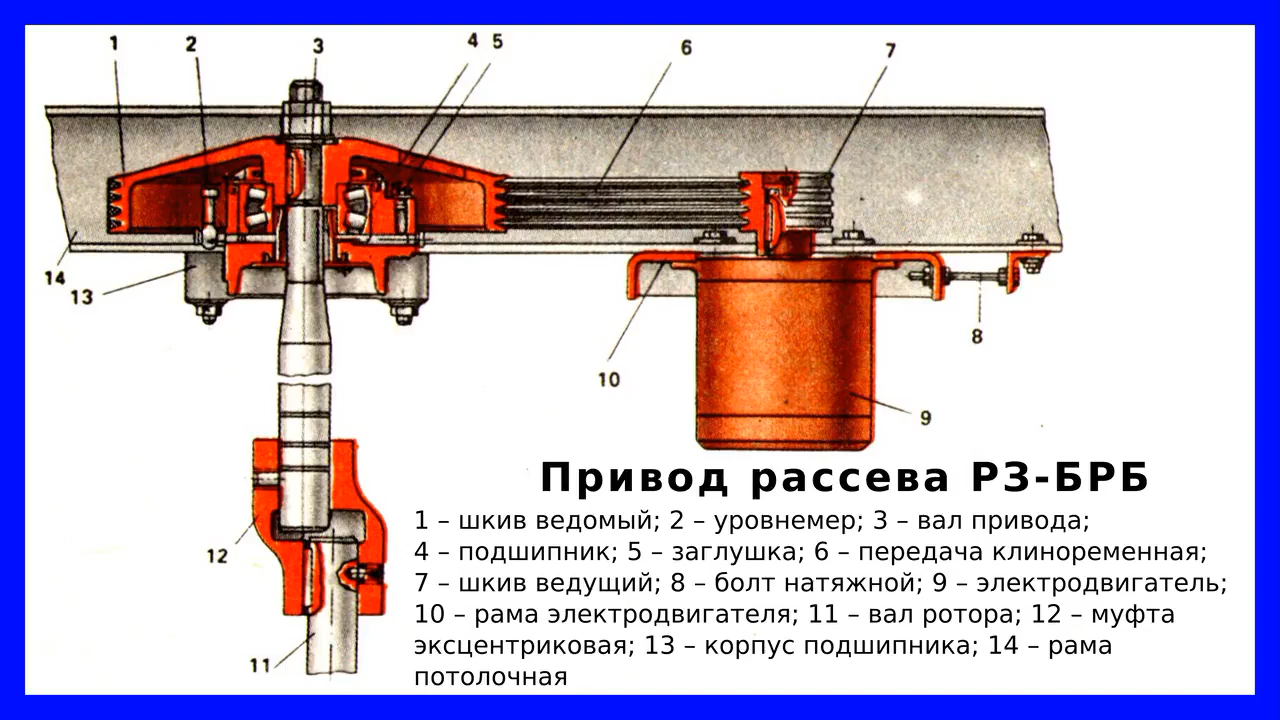 1 2 3 4 5 6 7
14
13
8
10
9
12
11
Привод рассева РЗ-БРБ
1 – шкив ведомый; 2 – уровнемер; 3 – вал привода;
4 – подшипник; 5 – заглушка; 6 – передача клиноременная;
7 – шкив ведущий; 8 – болт натяжной; 9 – электродвигатель;
10 – рама электродвигателя; 11 – вал ротора; 12 – муфта
эксцентриковая; 13 – корпус подшипника; 14 – рама
потолочная